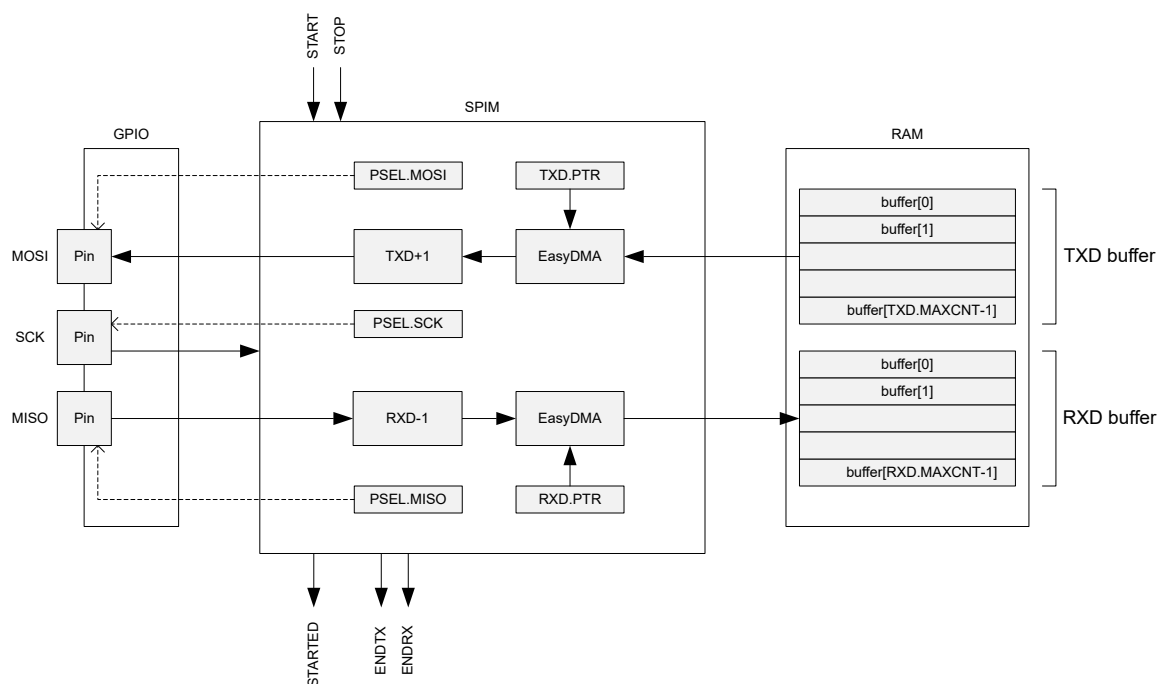 START
STOP
SPIM
GPIO
RAM
PSEL.MOSI
TXD.PTR
buffer[0]
buffer[1]
MOSI
Pin
TXD+1
EasyDMA
TXD buffer
buffer[TXD.MAXCNT-1]
SCK
Pin
PSEL.SCK
buffer[0]
buffer[1]
MISO
Pin
RXD-1
EasyDMA
RXD buffer
buffer[RXD.MAXCNT-1]
PSEL.MISO
RXD.PTR
STARTED
ENDTX
ENDRX